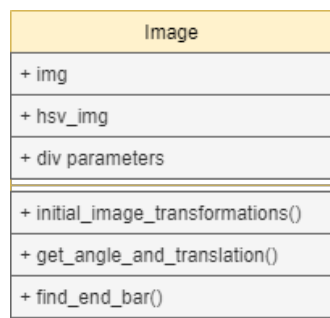 Image
+ img
+ hsv_img
+ div parameters
+ initial_image_transformations()
+ get_angle_and_translation()
+ find_end_bar()